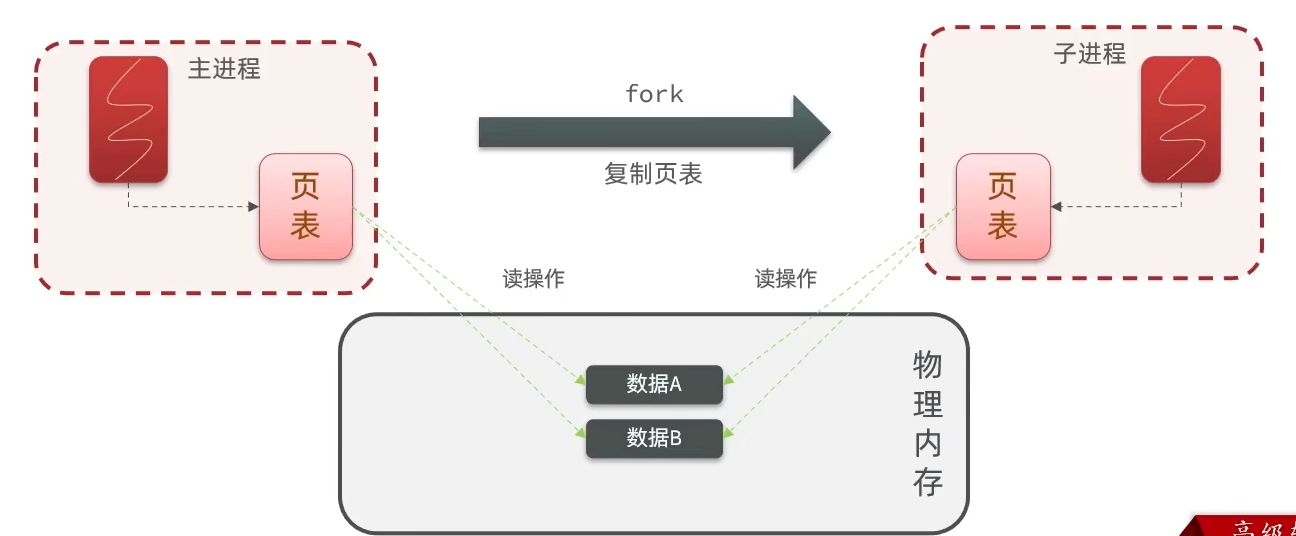 主进程
子进程
fork
复制页表
页
表
页
表
读操作
读操作
数据A
数据B
物
理
内
存
高级